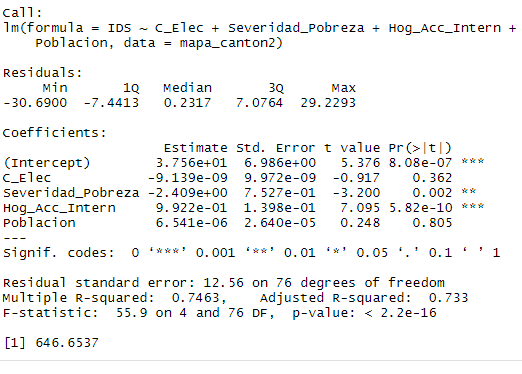 Call:
lm(formula = IDS ~ C_Elec + Severidad_Pobreza + Hog_Acc_Intern +
    Poblacion, data = mapa_canton2)
Residuals:
     Min       1Q   Median       3Q      Max
-30.6900  -7.4413   0.2317   7.0764  29.2293
Coefficients:
                    Estimate Std. Error t value Pr(>|t|)
(Intercept)        3.756e+01  6.986e+00   5.376 8.08e-07 ***
C_Elec            -9.139e-09  9.972e-09  -0.917    0.362
Severidad_Pobreza -2.409e+00  7.527e-01  -3.200    0.002 **
Hog_Acc_Intern     9.922e-01  1.398e-01   7.095 5.82e-10 ***
Poblacion          6.541e-06  2.640e-05   0.248    0.805
---
Signif. codes:  0 ‘***’ 0.001 ‘**’ 0.01 ‘*’ 0.05 ‘.’ 0.1 ‘ ’ 1
Residual standard error: 12.56 on 76 degrees of freedom
Multiple R-squared:  0.7463,    Adjusted R-squared:  0.733
F-statistic:  55.9 on 4 and 76 DF,  p-value: < 2.2e-16
[1] 646.6537